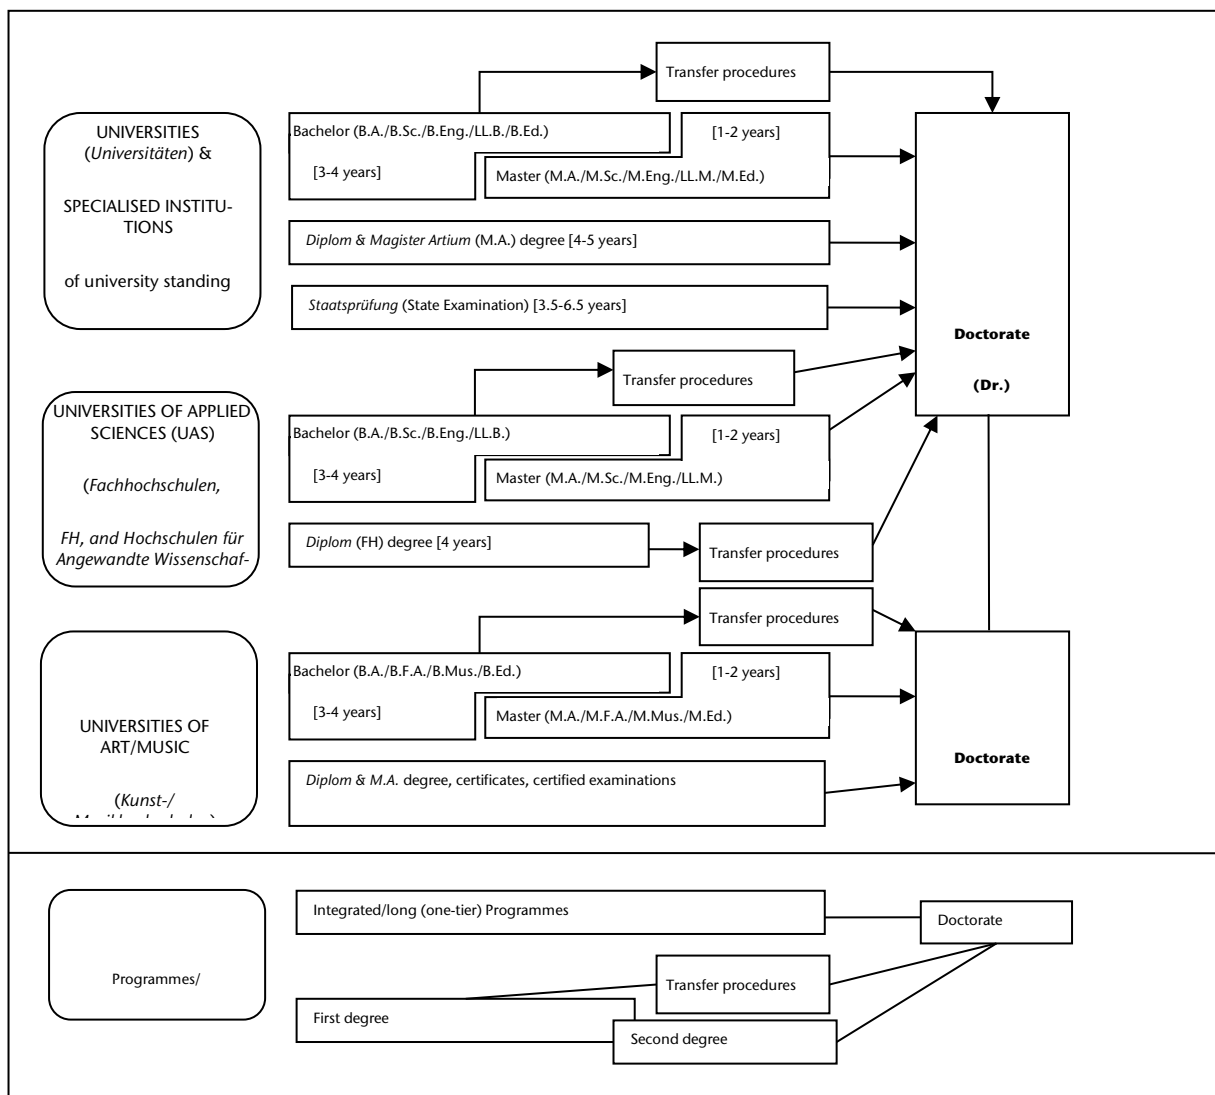 Transfer procedures
UNIVERSITIES
(Universitäten) &
SPECIALISED INSTITU-
TIONS
of university standing
Bachelor (B.A./B.Sc./B.Eng./LL.B./B.Ed.)
[3-4 years]
[1-2 years]
Master (M.A./M.Sc./M.Eng./LL.M./M.Ed.)
Diplom & Magister Artium (M.A.) degree [4-5 years]
Staatsprüfung (State Examination) [3.5-6.5 years]
Doctorate
(Dr.)
Transfer procedures
UNIVERSITIES OF APPLIED
SCIENCES (UAS)
(Fachhochschulen,
FH, and Hochschulen für
Angewandte Wissenschaf-
Bachelor (B.A./B.Sc./B.Eng./LL.B.)
[3-4 years]
[1-2 years]
Master (M.A./M.Sc./M.Eng./LL.M.)
Diplom (FH) degree [4 years]
Transfer procedures
Transfer procedures
UNIVERSITIES OF
ART/MUSIC
(Kunst-/
Bachelor (B.A./B.F.A./B.Mus./B.Ed.)
[3-4 years]
[1-2 years]
Master (M.A./M.F.A./M.Mus./M.Ed.)
Diplom & M.A. degree, certificates, certified examinations
Doctorate
Programmes/
Integrated/long (one-tier) Programmes
Doctorate
Transfer procedures
First degree
Second degree